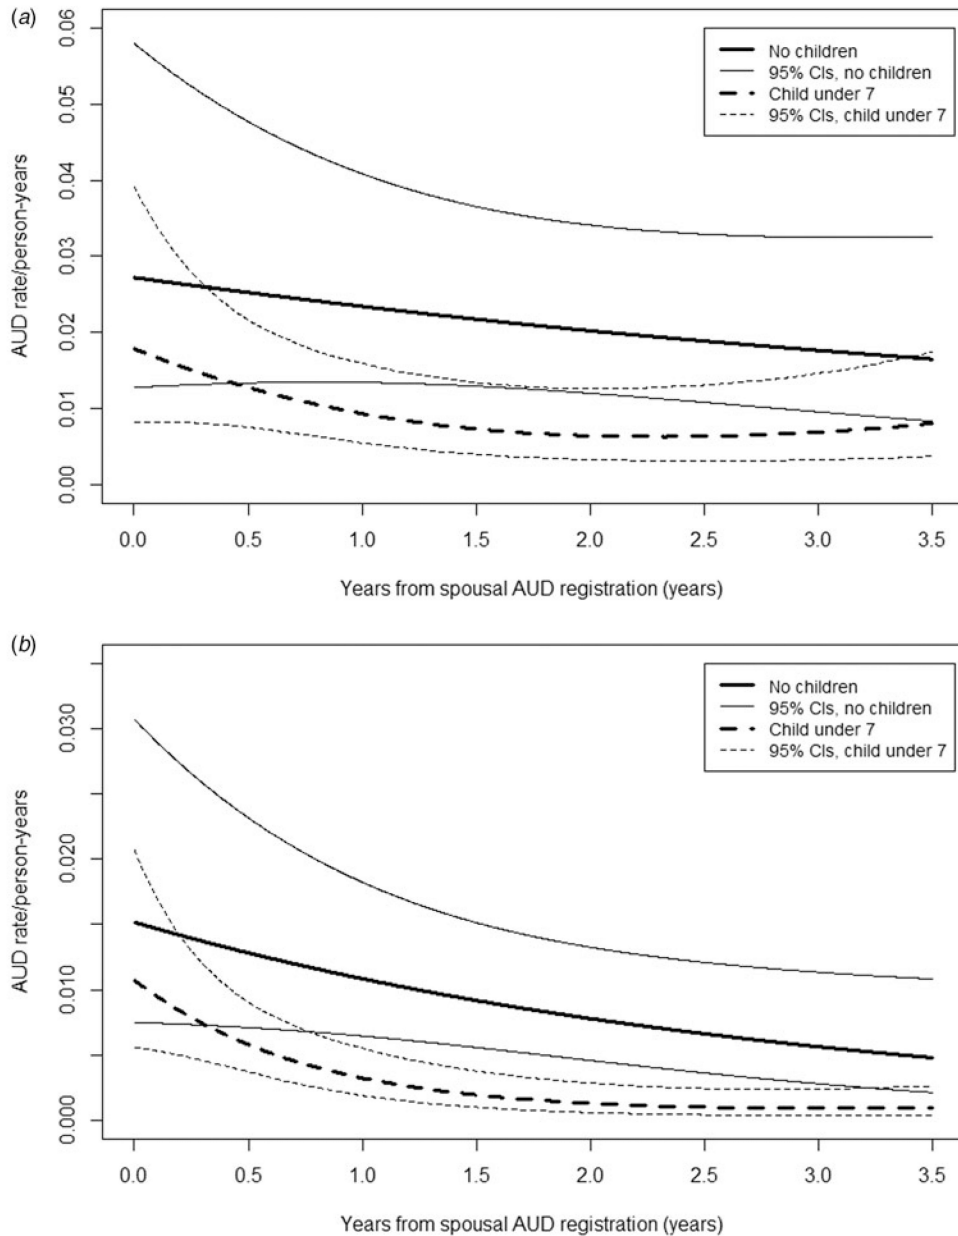 (a)
0.06
0.05
0.04
0.03
0.02
0.01
0.00
AUD rate/person-years
No children
95% CIs, no children
Child under 7
95% CIs, child under 7
0.0 0.5 1.0 1.5 2.0 2.5 3.0 3.5
Years from spousal AUD registration (years)
(b)
0.030
0.020
0.010
0.000
AUD rate/person-years
No children
95% CIs, no children
Child under 7
95% CIs, child under 7
0.0 0.5 1.0 1.5 2.0 2.5 3.0 3.5
Years from spousal AUD registration (years)